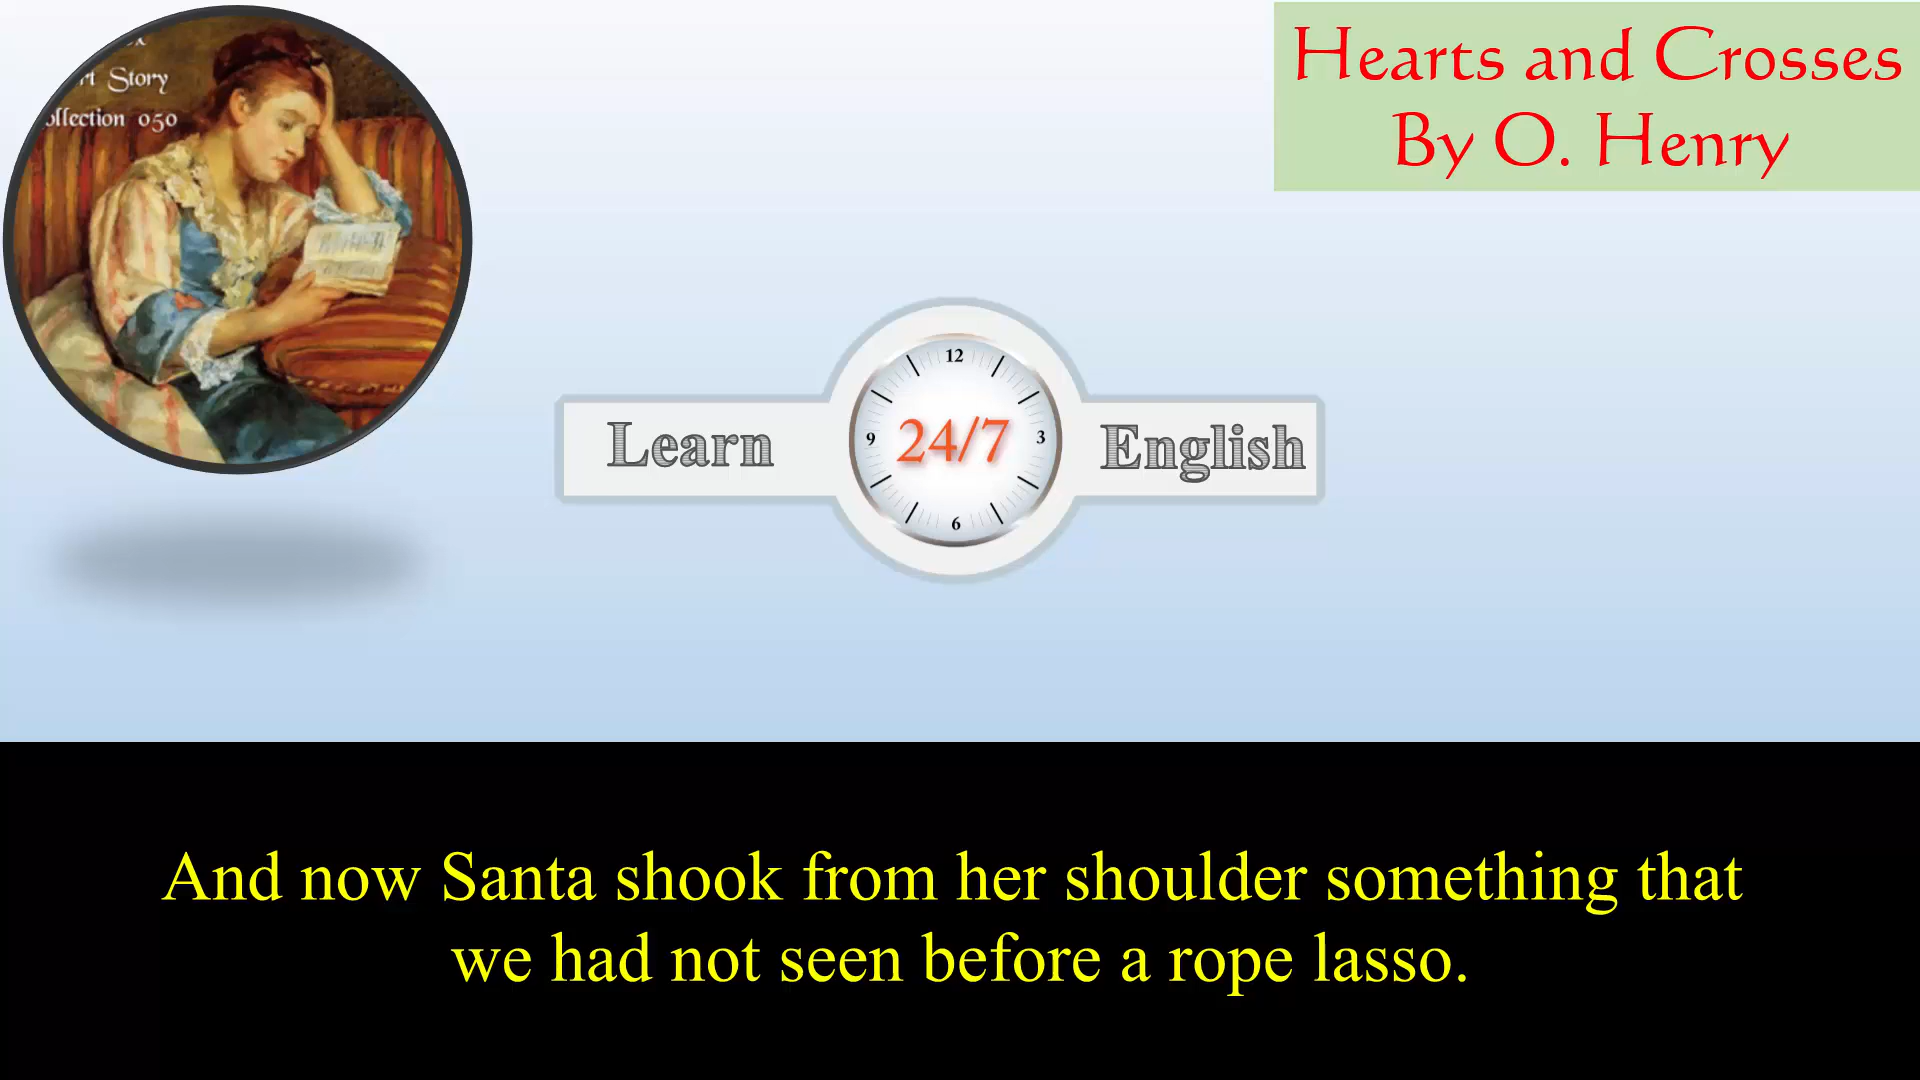 Story
Collection 050
Hearts and Crosses
By O. Henry
12
9
3
6
Learn 24/7 English
And now Santa shook from her shoulder something that
we had not seen before a rope lasso.